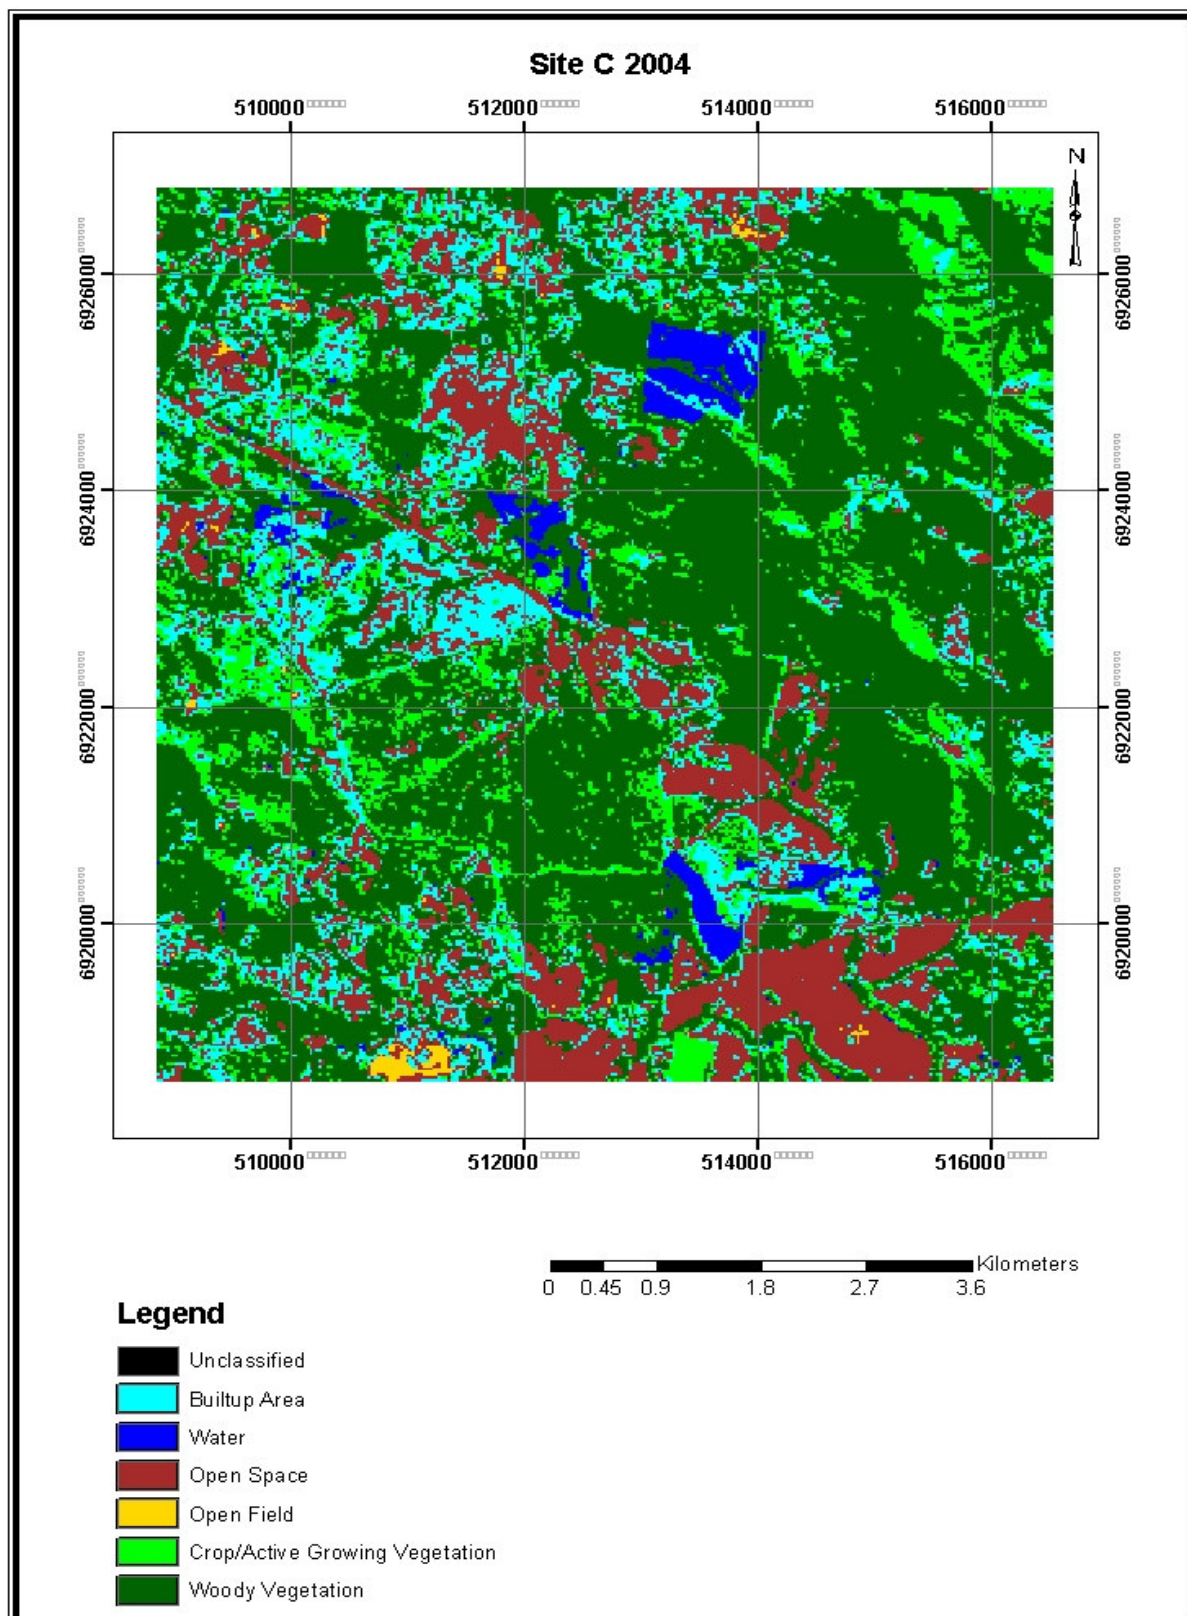 Site C 2004
510000 512000 514000 516000
N
6926000 6926000
6924000 6924000
6922000 6922000
6920000 6920000
510000 512000 514000 516000
Kilometers
0 0.45 0.9 1.8 2.7 3.6
Legend
Unclassified
Builtup Area
Water
Open Space
Open Field
Crop/Active Growing Vegetation
Woody Vegetation